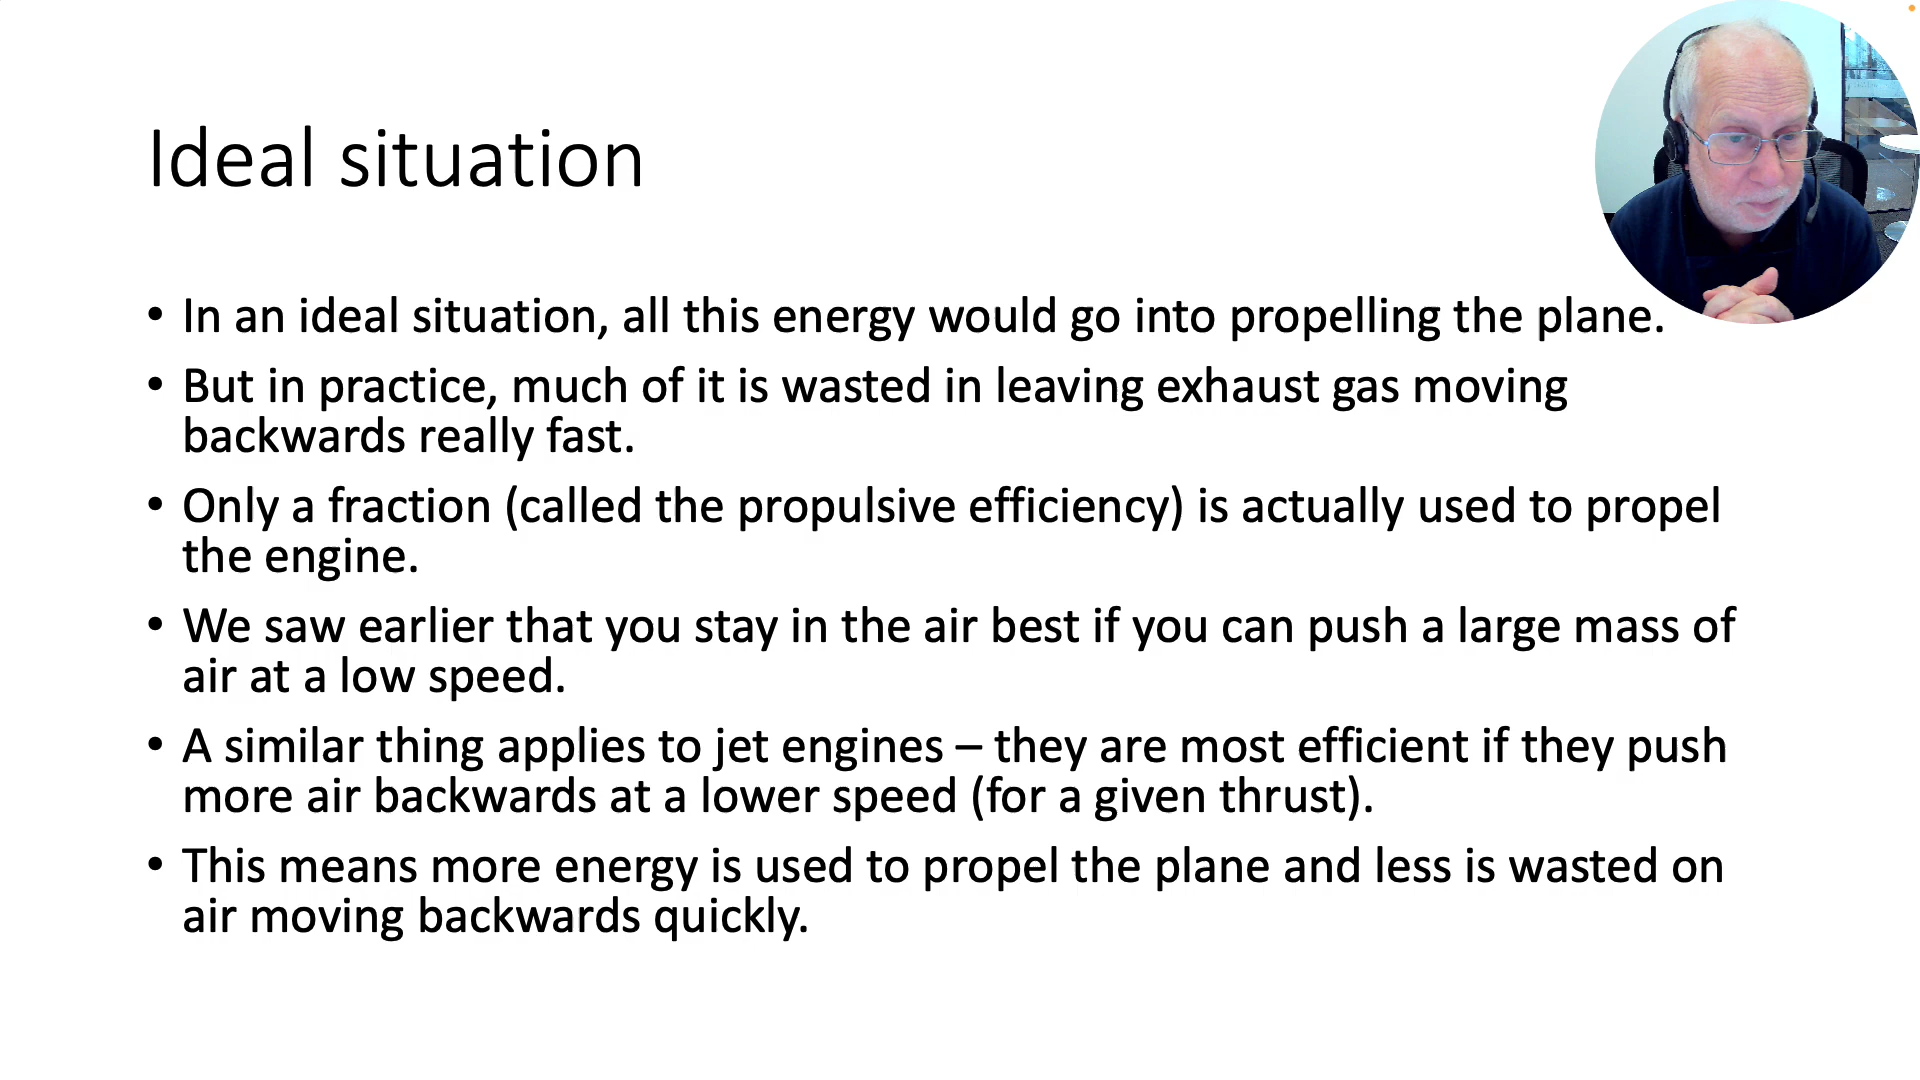 Ideal situation
• In an ideal situation, all this energy would go into propelling the plane.
• But in practice, much of it is wasted in leaving exhaust gas moving
backwards really fast.
• Only a fraction (called the propulsive efficiency) is actually used to propel
the engine.
• We saw earlier that you stay in the air best if you can push a large mass of
air at a low speed.
• A similar thing applies to jet engines – they are most efficient if they push
more air backwards at a lower speed (for a given thrust).
• This means more energy is used to propel the plane and less is wasted on
air moving backwards quickly.